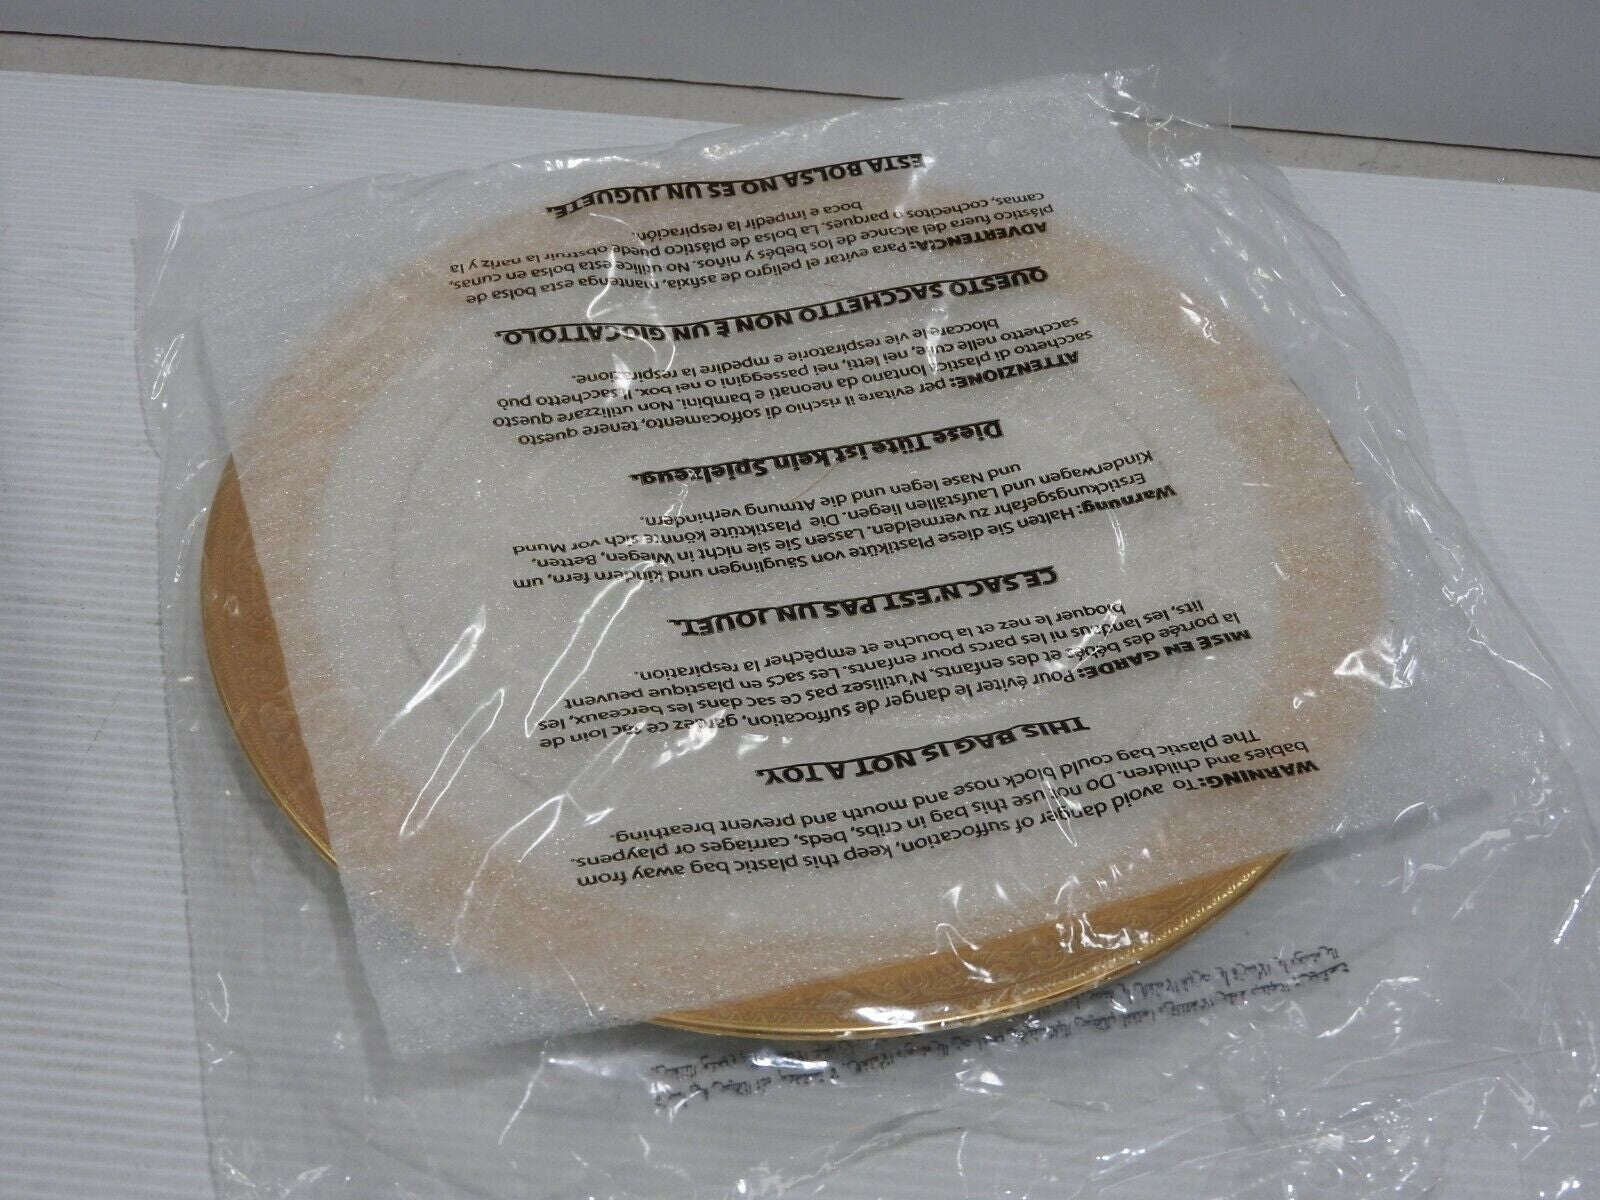 WARNING: To avoid danger of suffocation, keep this plastic bag away from
babies and children. Do not use this bag in cribs, beds, carriages or playpens.
The plastic bag could block nose and mouth and prevent breathing.
THIS BAG IS NOT A TOY.
MISE EN GARDE: Pour éviter le danger de suffocation, gardez ce sac loin de
la portée des bébés et des enfants. N'utilisez pas ce sac dans les berceaux, les
lits, les landaus ni les parcs pour enfants. Les sacs en plastique peuvent
bloquer le nez et la bouche et empêcher la respiration.
CE SAC N'EST PAS UN JOUET.
Warnung: Halten Sie diese Plastiküte von Säuglingen und kindern fern, um
Erstickungsgefahr zu vermelden. Lassen Sie sie nicht in Wiegen, Betten,
Kinderwagen und Laufställen liegen. Die Plastiktüte könnte sich vor Mund
und Nase legen und die Atmung verhindern.
Diese Tüte ist kein Spielzeug.
ATTENZIONE: per evitare il rischio di soffocamento, tenere questo
sacchetto di plastica lontano da neonati e bambini. Non utilizzare questo
sacchetto nelle culle, nei letti, nei passeggini o nei box. Il sacchetto può
bloccare le vie respiratorie e mpedire la respirazione.
QUESTO SACCHETTO NON È UN GIOCATTOLO.
ADVERTENCIA: Para evitar el peligro de asfixia, mantenga esta bolsa de
plástico fuera del alcance de los bebés y niños. No utilice esta bolsa en cunas,
camas, cochecitos o parques. La bolsa de plástico puede obstruir la nariz y la
boca e impedir la respiración.
ESTA BOLSA NO ES UN JUGUETE.